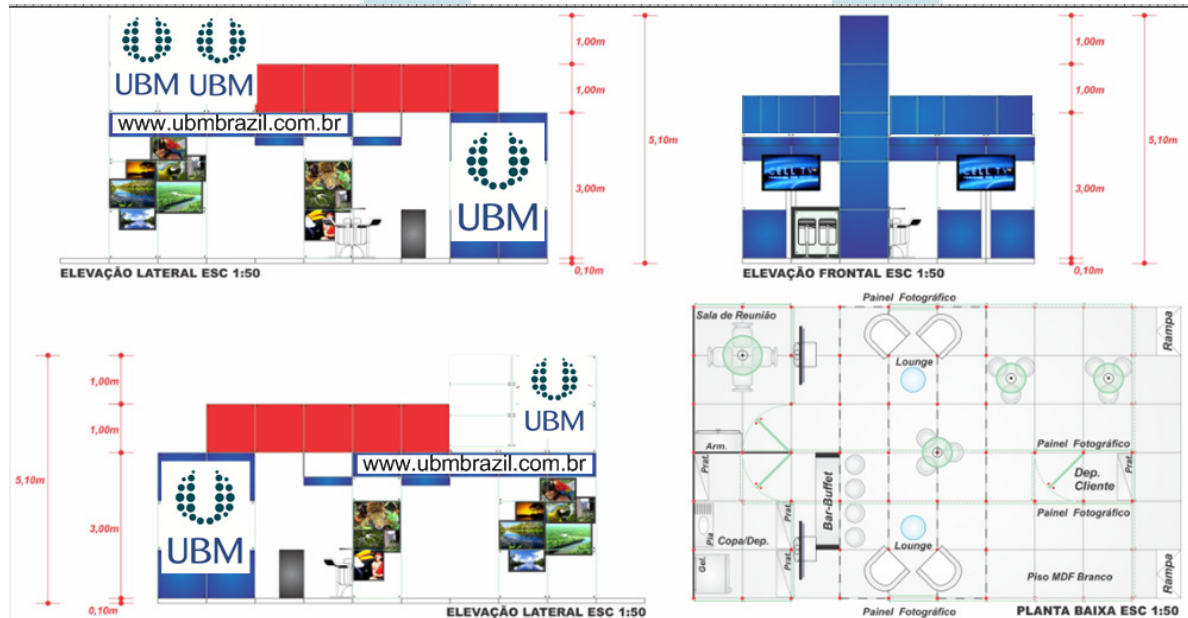 UBM UBM
www.ubmbrazil.com.br
UBM
1,00m
1,00m
3,00m
0,10m
5,10m
ELEVAÇÃO LATERAL ESC 1:50
CELL TV
1,00m
1,00m
3,00m
0,10m
5,10m
ELEVAÇÃO FRONTAL ESC 1:50
5,10m
1,00m
1,00m
3,00m
0,10m
UBM
www.ubmbrazil.com.br
UBM
ELEVAÇÃO LATERAL ESC 1:50
Painel Fotográfico
Sala de Reunião
Rampa
Lounge
Arm.
Painel Fotográfico
Prat.
Bar-Buffet
Dep.
Cliente
Prat.
Pia
Copa/Dep.
Prat.
Painel Fotográfico
Lounge
Gel.
Prat.
Piso MDF Branco
Rampa
Painel Fotográfico
PLANTA BAIXA ESC 1:50